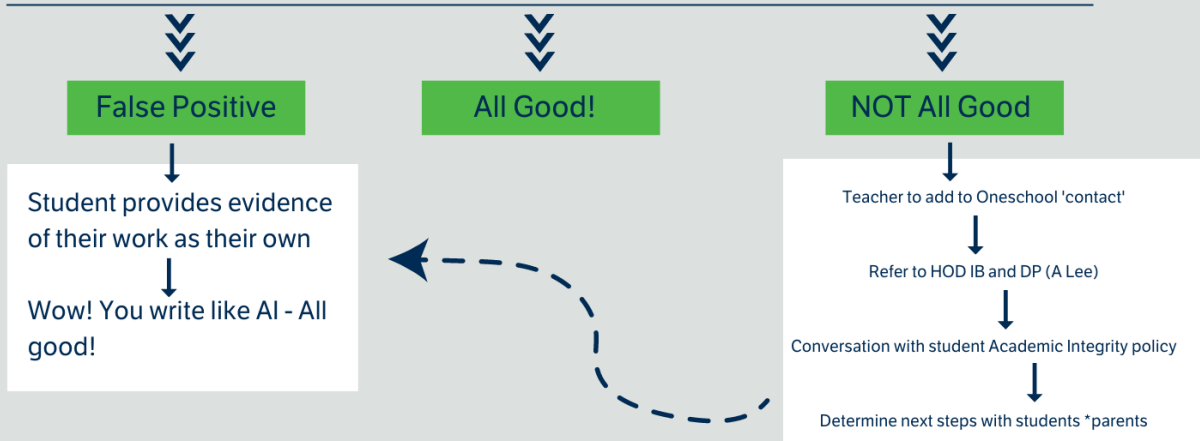 False Positive
All Good!
NOT All Good
Student provides evidence
of their work as their own
Wow! You write like AI - All
good!
Teacher to add to Oneschool 'contact'
Refer to HOD IB and DP (A Lee)
Conversation with student Academic Integrity policy
Determine next steps with students *parents